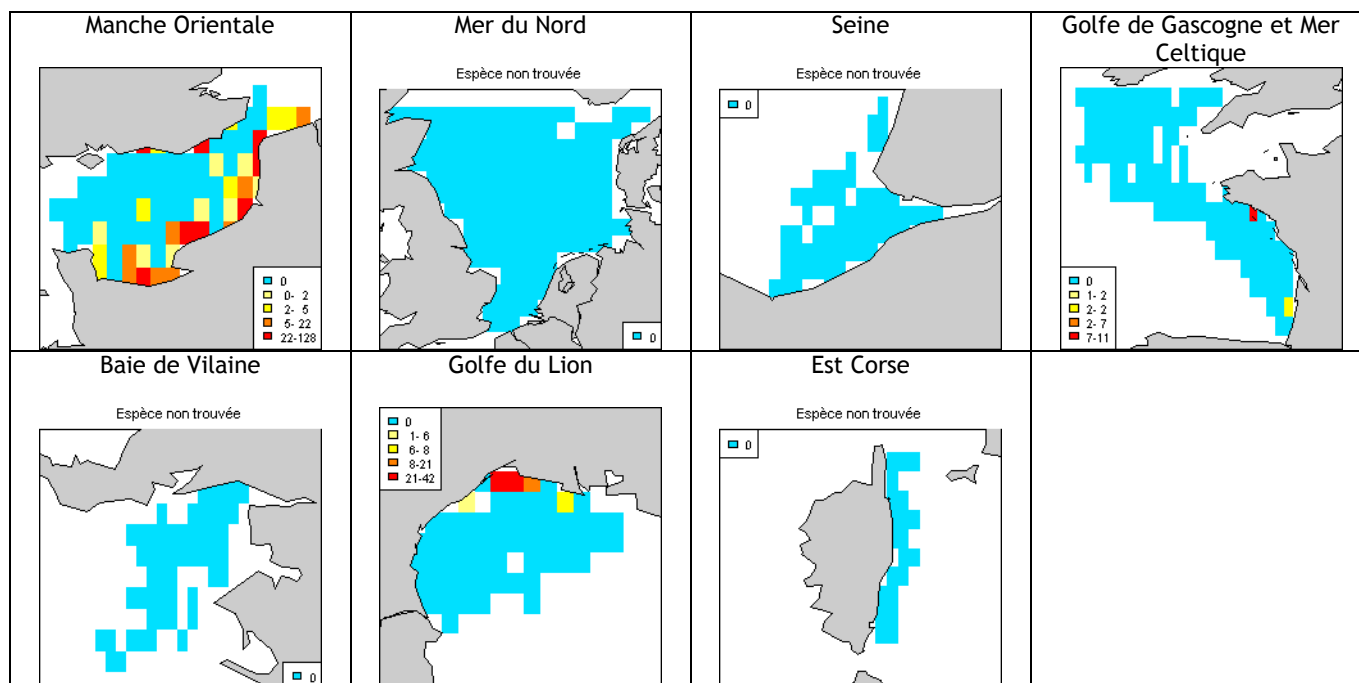 Manche Orientale
0
0- 2
2- 5
5-22
22-128
Mer du Nord
Espèce non trouvée
0
Seine
Espèce non trouvée
0
Golfe de Gascogne et Mer
Celtique
0
1- 2
2- 2
2- 7
7-11
Baie de Vilaine
Espèce non trouvée
0
Golfe du Lion
0
1- 6
6- 8
8-21
21-42
Est Corse
Espèce non trouvée
0